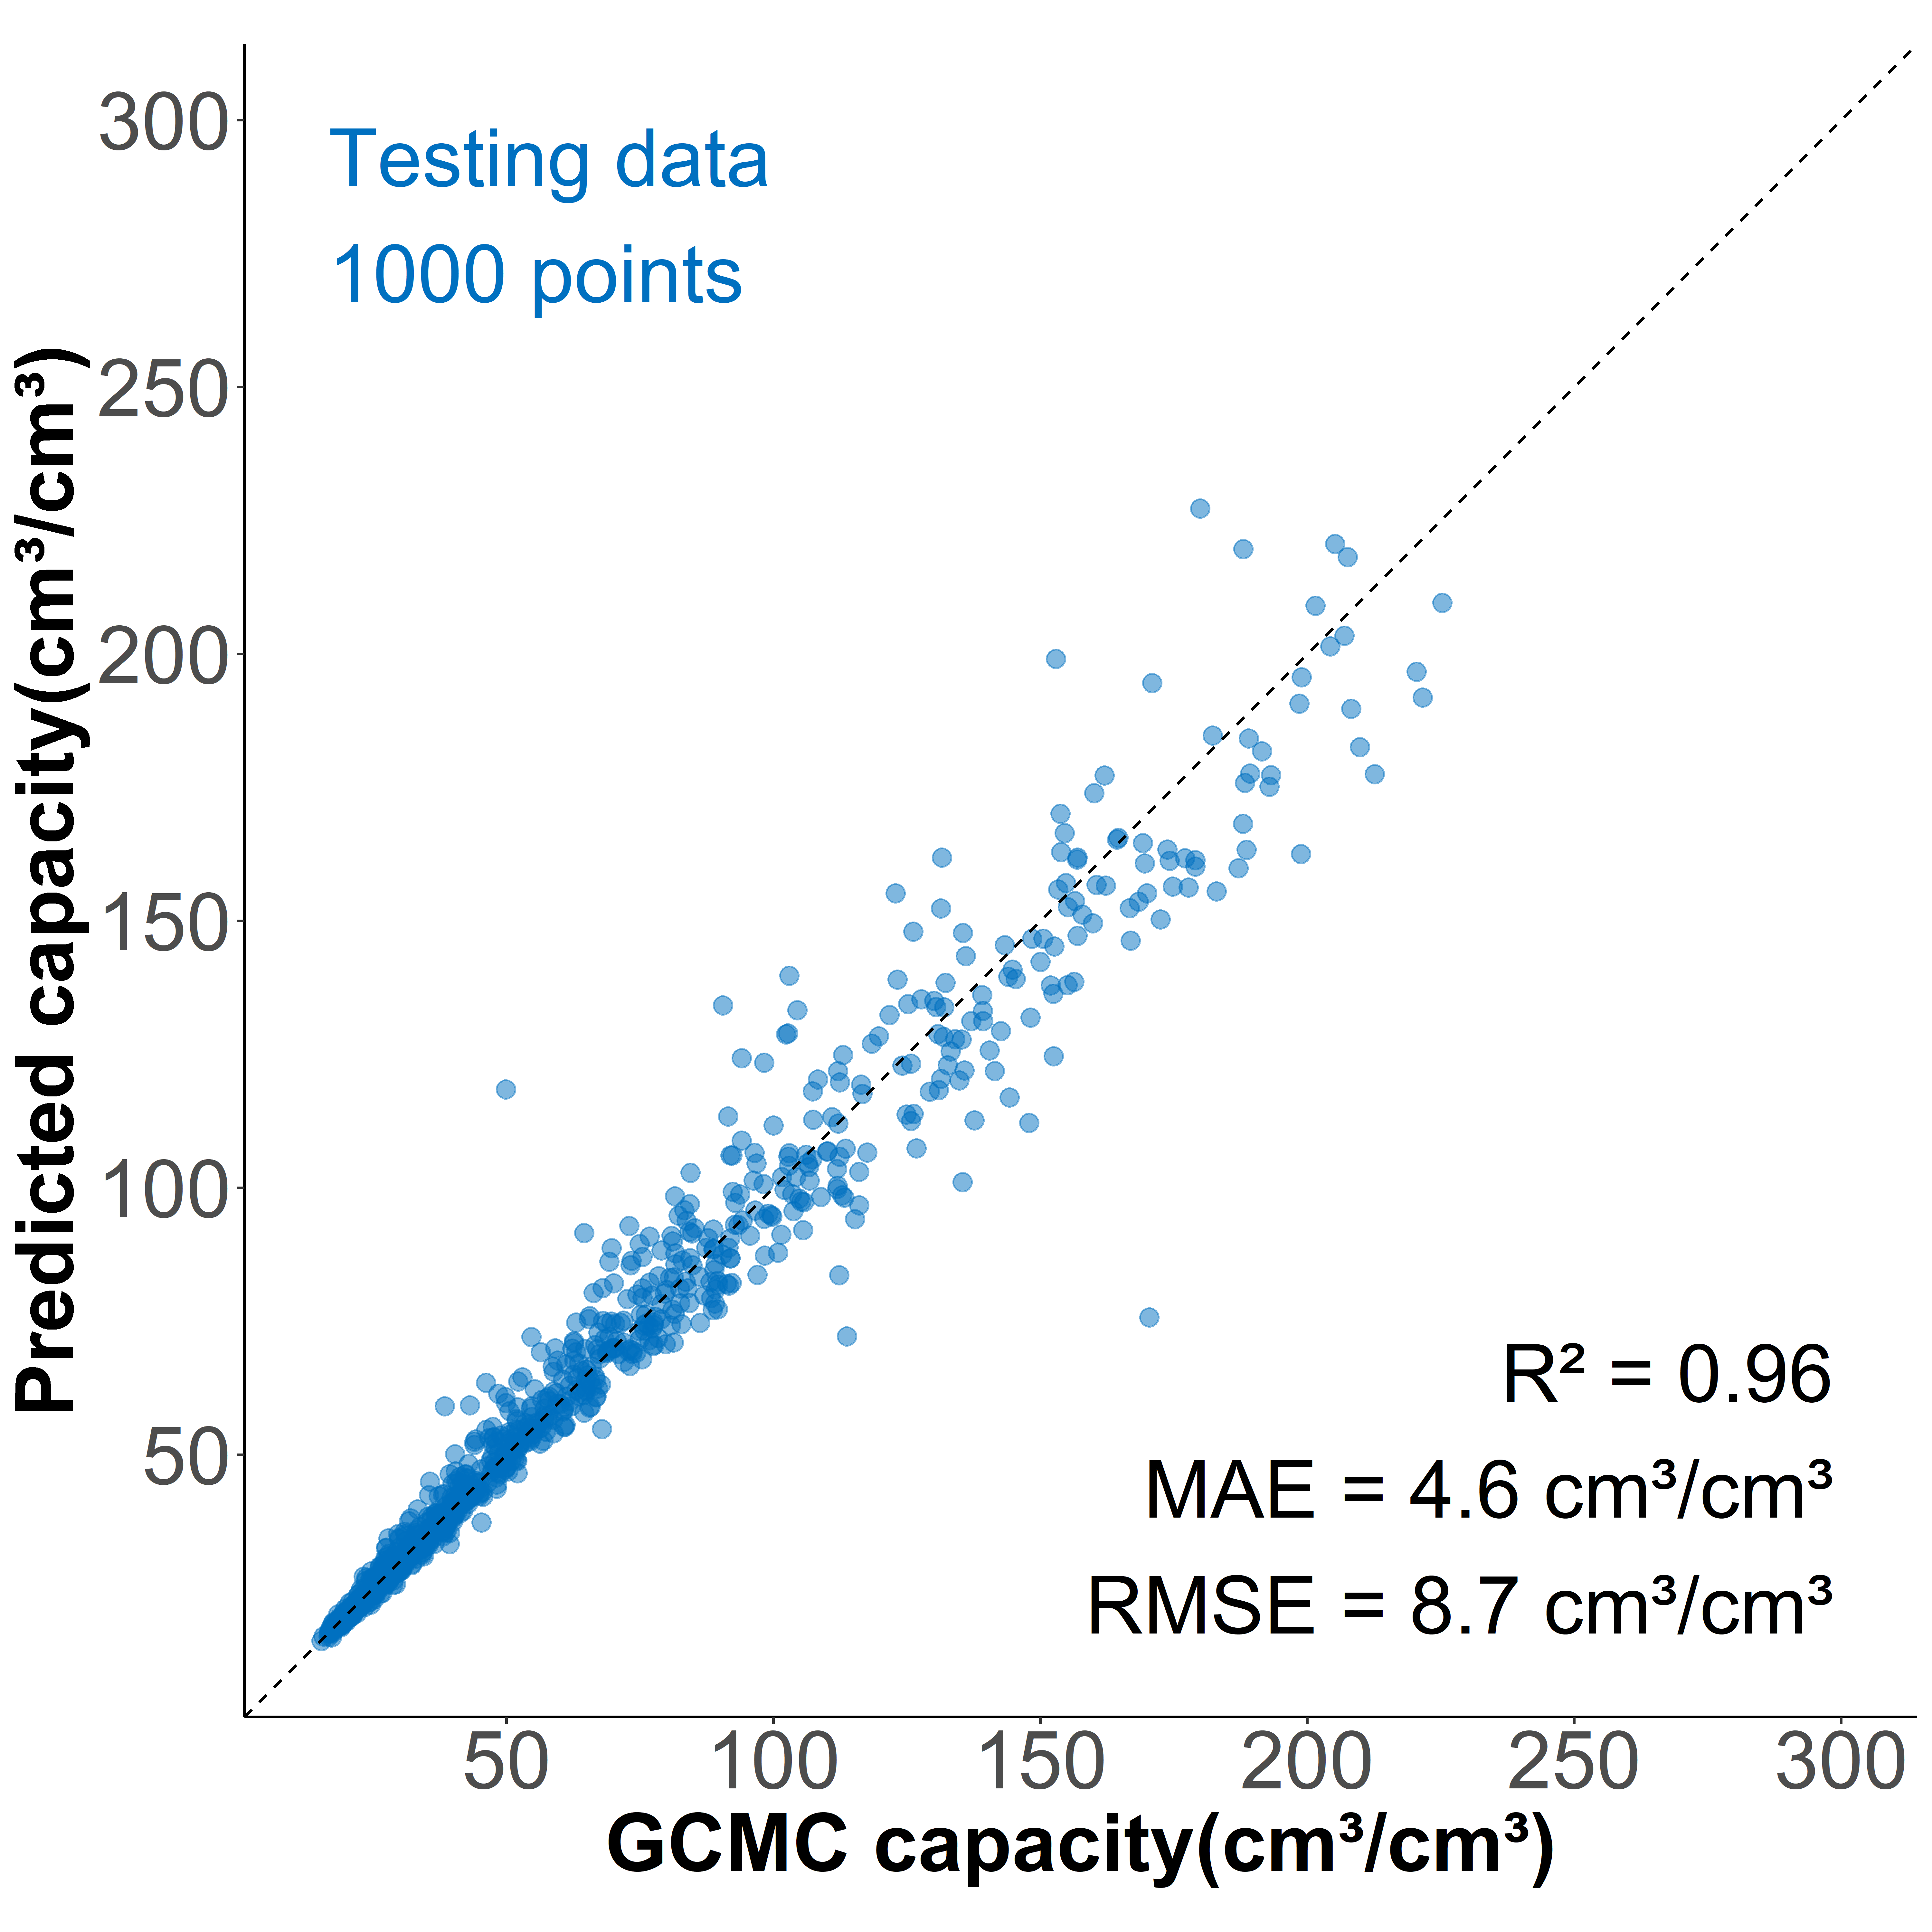 Testing data
1000 points
Predicted capacity(cm³/cm³)
300
250
200
150
100
50
R² = 0.96
MAE = 4.6 cm³/cm³
RMSE = 8.7 cm³/cm³
50 100 150 200 250 300
GCMC capacity(cm³/cm³)